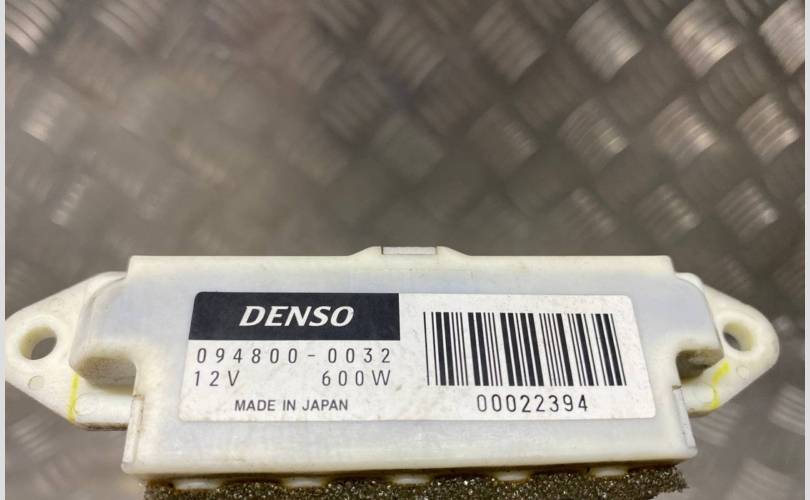 DENSO
094800-0032
12V 600W
MADE IN JAPAN
00022394